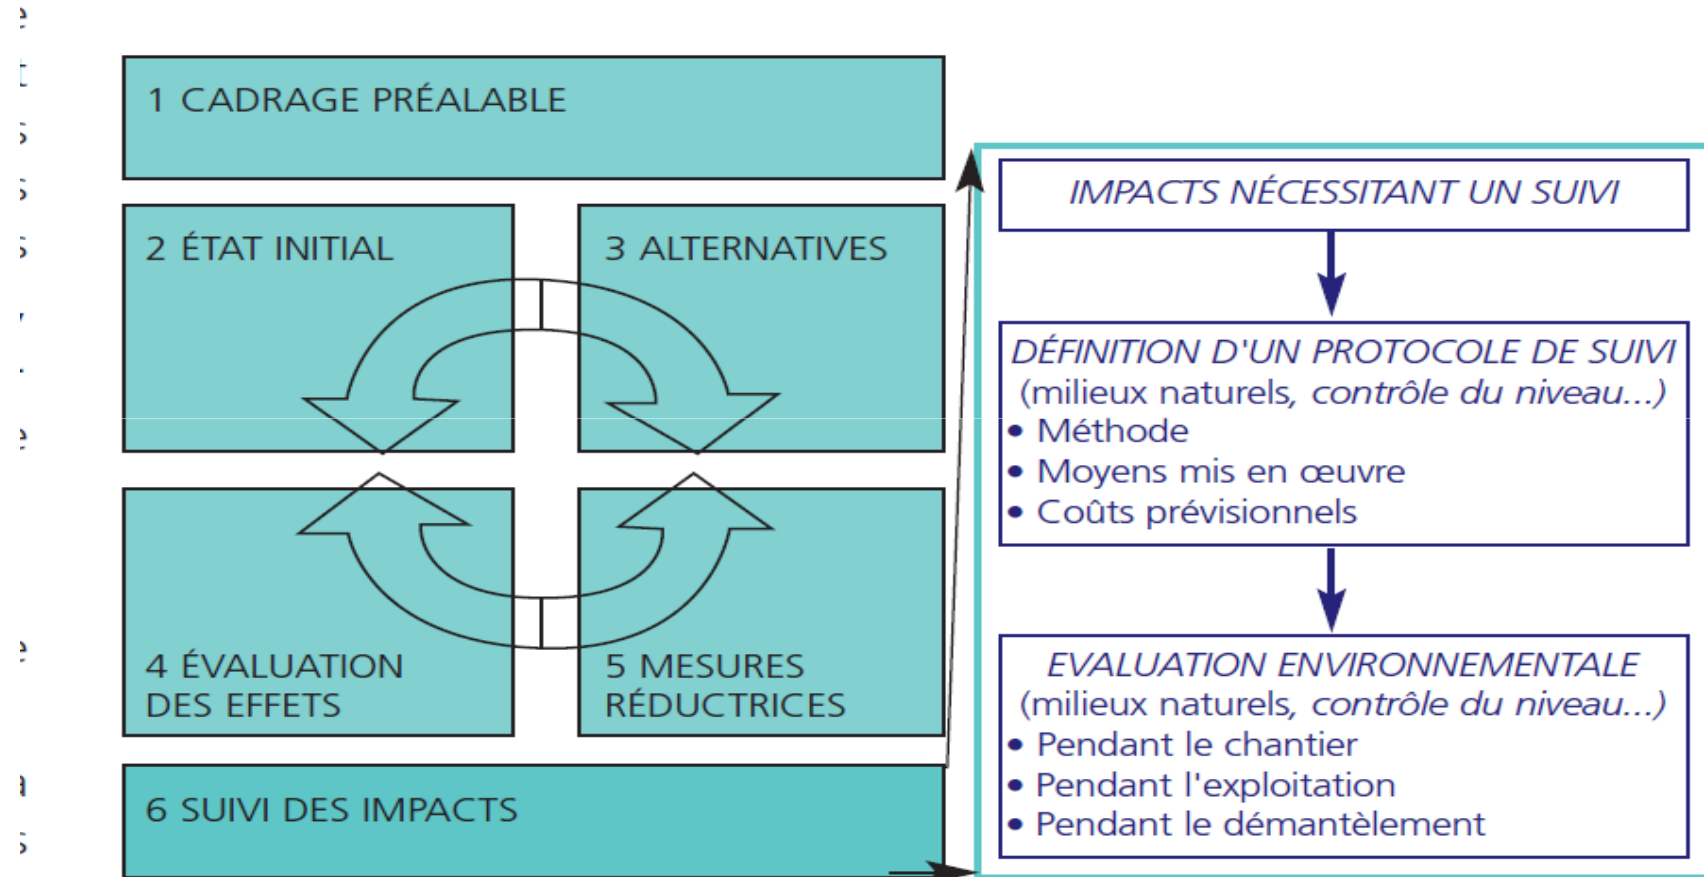 1 CADRAGE PRÉALABLE
2 ÉTAT INITIAL
3 ALTERNATIVES
4 ÉVALUATION
DES EFFETS
5 MESURES
RÉDUCTRICES
6 SUIVI DES IMPACTS
IMPACTS NÉCESSITANT UN SUIVI
DÉFINITION D'UN PROTOCOLE DE SUIVI
(milieux naturels, contrôle du niveau...)
• Méthode
• Moyens mis en œuvre
• Coûts prévisionnels
EVALUATION ENVIRONNEMENTALE
(milieux naturels, contrôle du niveau...)
• Pendant le chantier
• Pendant l'exploitation
• Pendant le démantèlement